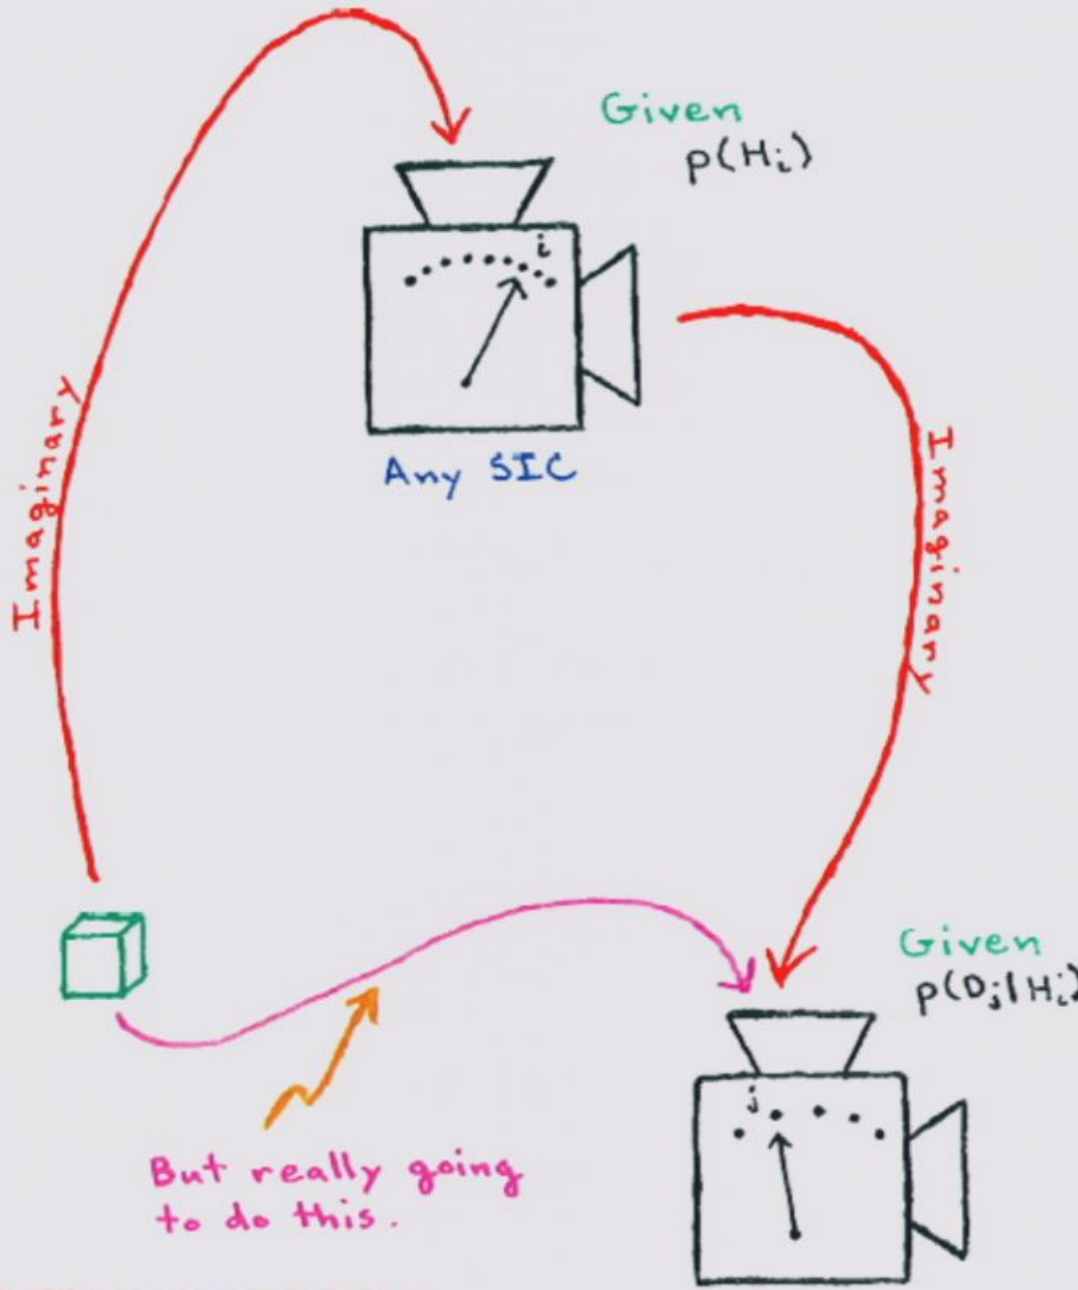 Given
p(Hᵢ)
i
Any SIC
Imaginary
Imaginary
Given
p(Dⱼ|Hᵢ)
j
But really going
to do this.